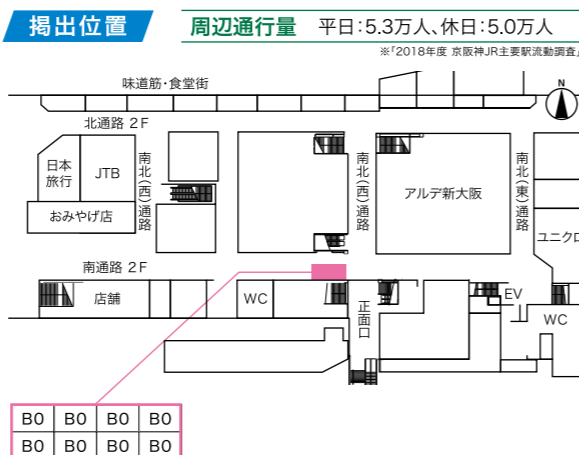 掲出位置
周辺通行量 平日:5.3万人、休日:5.0万人
※「2018年度 京阪神JR主要駅流動調査」
味道筋・食堂街
N
北通路 2F
日本
旅行
JTB
南北(西)通路
南北(西)通路
アルデ新大阪
南北(東)通路
おみやげ店
ユニクロ
南通路 2F
店舗
WC
正面口
EV
WC
B0 B0 B0 B0
B0 B0 B0 B0